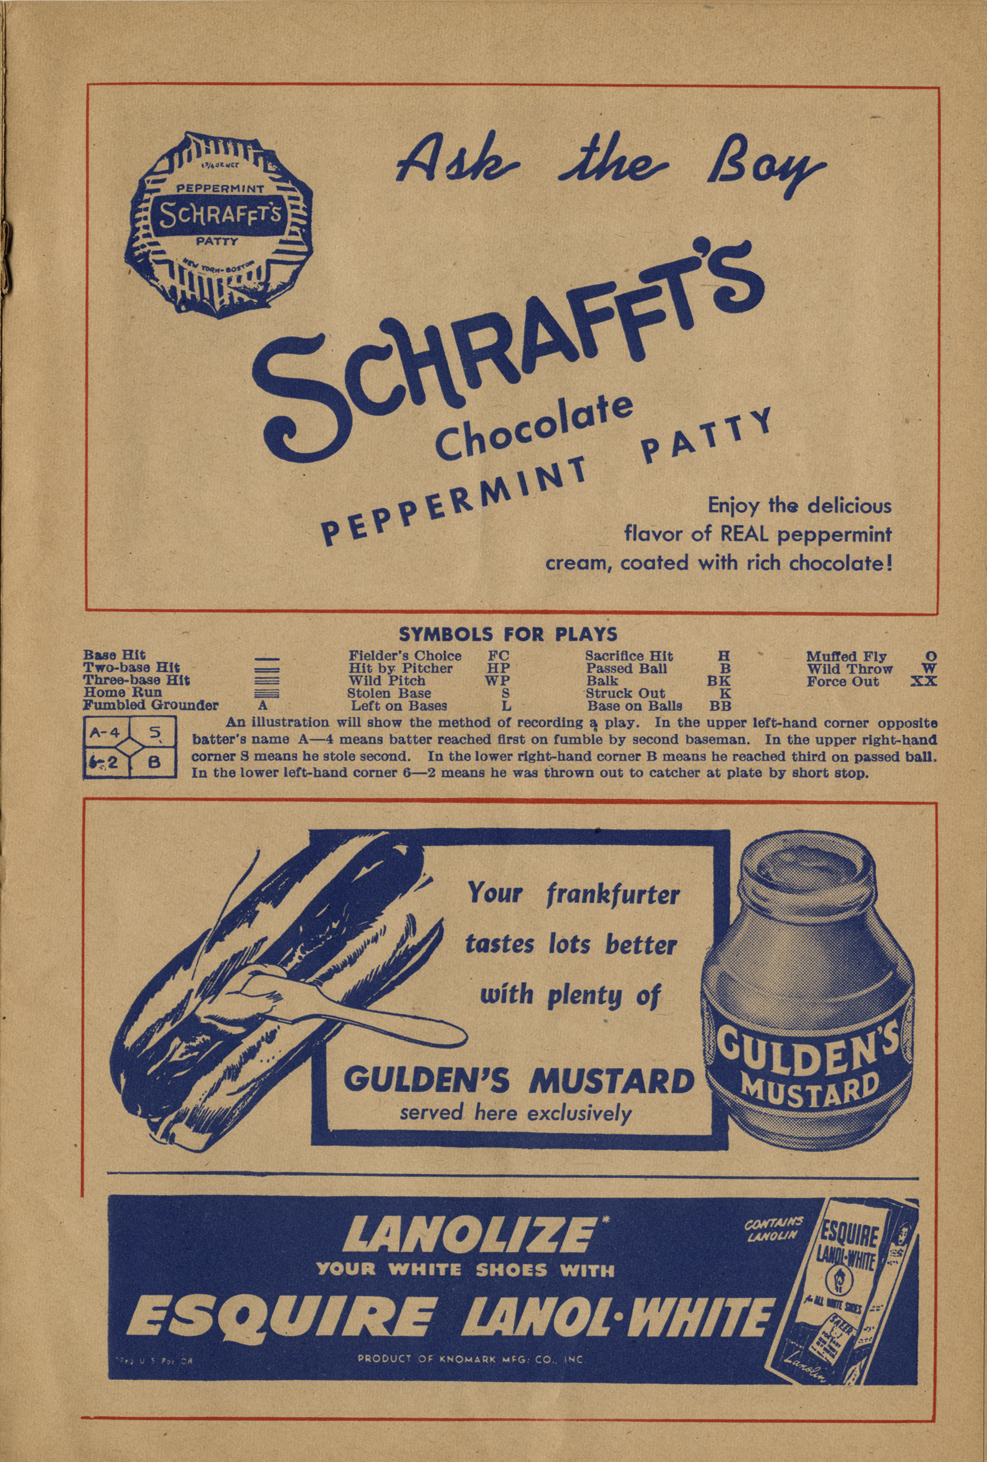 Ask the Boy
PEPPERMINT
SCHRAFFT'S
PATTY
NEW YORK-BOSTON
SCHRAFFT'S
Chocolate
PEPPERMINT PATTY
Enjoy the delicious
flavor of REAL peppermint
cream, coated with rich chocolate!
SYMBOLS FOR PLAYS
Base Hit Fielder's Choice FC Sacrifice Hit H Muffed Fly O
Two-base Hit Hit by Pitcher HP Passed Ball B Wild Throw W
Three-base Hit Wild Pitch WP Balk BK Force Out XX
Home Run Stolen Base S Struck Out K
Fumbled Grounder A Left on Bases L Base on Balls BB
A-4 S
6-2 B
An illustration will show the method of recording a play. In the upper left-hand corner opposite
batter's name A—4 means batter reached first on fumble by second baseman. In the upper right-hand
corner S means he stole second. In the lower right-hand corner B means he reached third on passed ball.
In the lower left-hand corner 6—2 means he was thrown out to catcher at plate by short stop.
Your frankfurter
tastes lots better
with plenty of
GULDEN'S MUSTARD
served here exclusively
GULDEN'S
MUSTARD
LANOLIZE*
YOUR WHITE SHOES WITH
ESQUIRE LANOL·WHITE
PRODUCT OF KNOMARK MFG. CO., INC.
CONTAINS
LANOLIN
ESQUIRE
LANOL·WHITE
for ALL WHITE SHOES
Lanolin